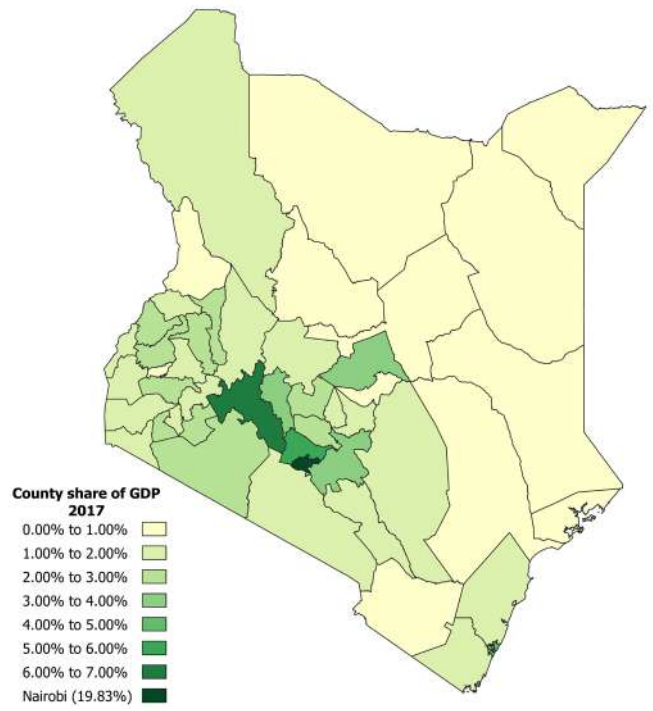 County share of GDP
2017
0.00% to 1.00%
1.00% to 2.00%
2.00% to 3.00%
3.00% to 4.00%
4.00% to 5.00%
5.00% to 6.00%
6.00% to 7.00%
Nairobi (19.83%)